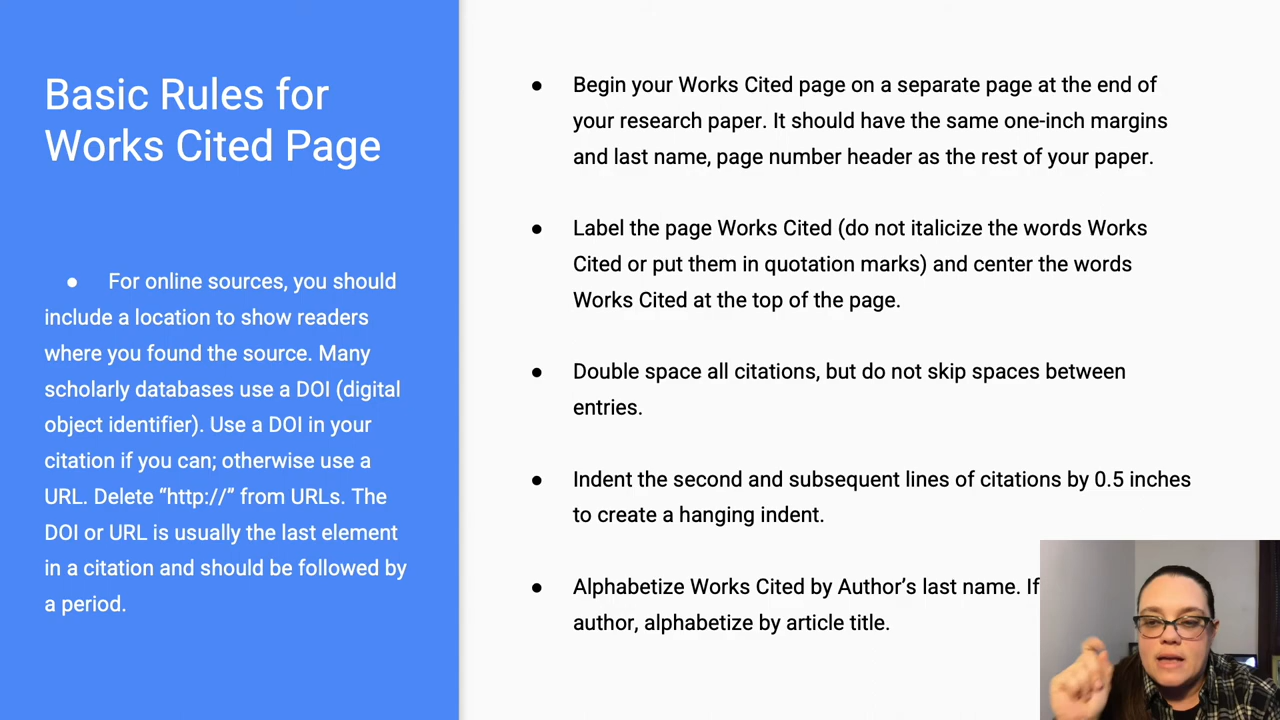 Basic Rules for
Works Cited Page
● For online sources, you should
include a location to show readers
where you found the source. Many
scholarly databases use a DOI (digital
object identifier). Use a DOI in your
citation if you can; otherwise use a
URL. Delete “http://” from URLs. The
DOI or URL is usually the last element
in a citation and should be followed by
a period.
● Begin your Works Cited page on a separate page at the end of
your research paper. It should have the same one-inch margins
and last name, page number header as the rest of your paper.
● Label the page Works Cited (do not italicize the words Works
Cited or put them in quotation marks) and center the words
Works Cited at the top of the page.
● Double space all citations, but do not skip spaces between
entries.
● Indent the second and subsequent lines of citations by 0.5 inches
to create a hanging indent.
● Alphabetize Works Cited by Author’s last name. If
author, alphabetize by article title.